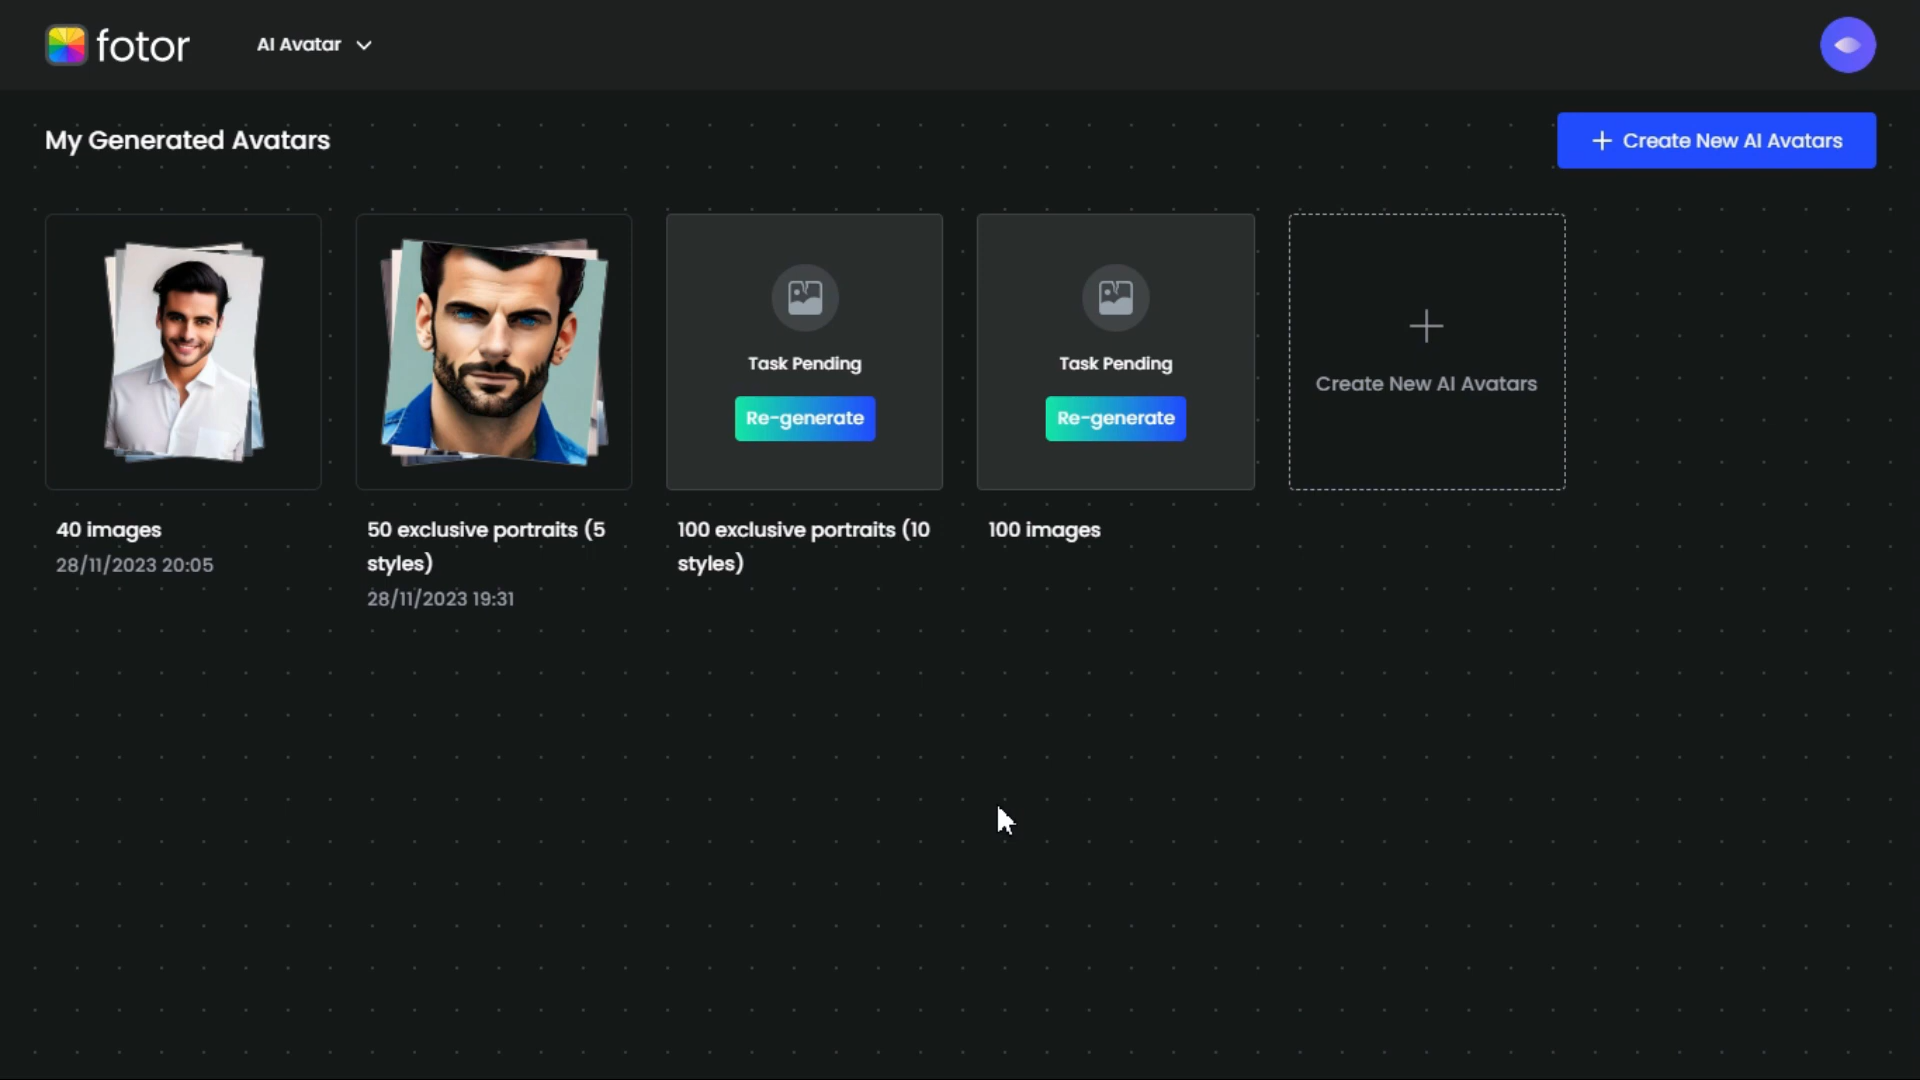 fotor
AI Avatar
My Generated Avatars
Create New AI Avatars
Task Pending
Re-generate
Task Pending
Re-generate
Create New AI Avatars
40 images
28/11/2023 20:05
50 exclusive portraits (5
styles)
28/11/2023 19:31
100 exclusive portraits (10
styles)
100 images